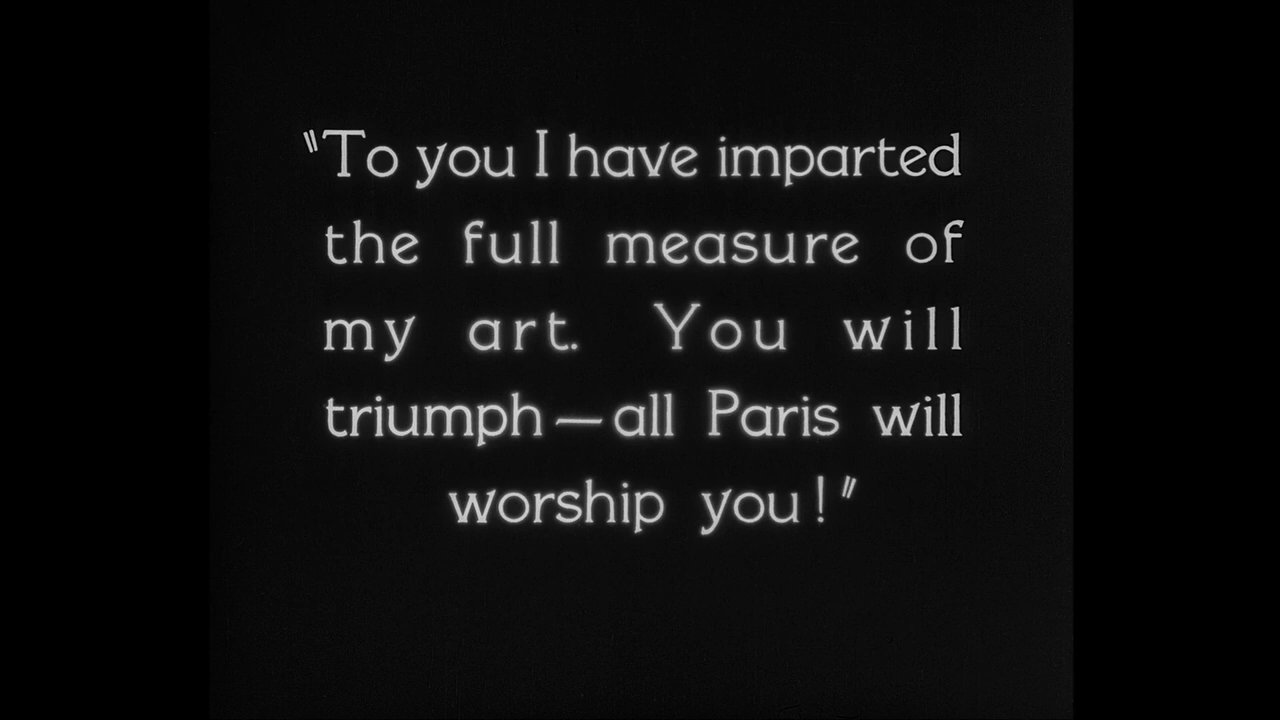 "To you I have imparted
the full measure of
my art. You will
triumph—all Paris will
worship you!"